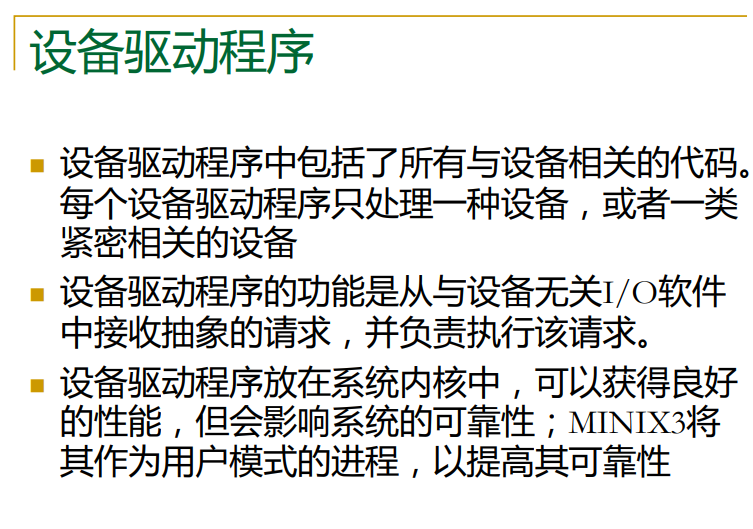 设备驱动程序
设备驱动程序中包括了所有与设备相关的代码。
每个设备驱动程序只处理一种设备，或者一类
紧密相关的设备
设备驱动程序的功能是从与设备无关I/O软件
中接收抽象的请求，并负责执行该请求。
设备驱动程序放在系统内核中，可以获得良好
的性能，但会影响系统的可靠性；MINIX3将
其作为用户模式的进程，以提高其可靠性